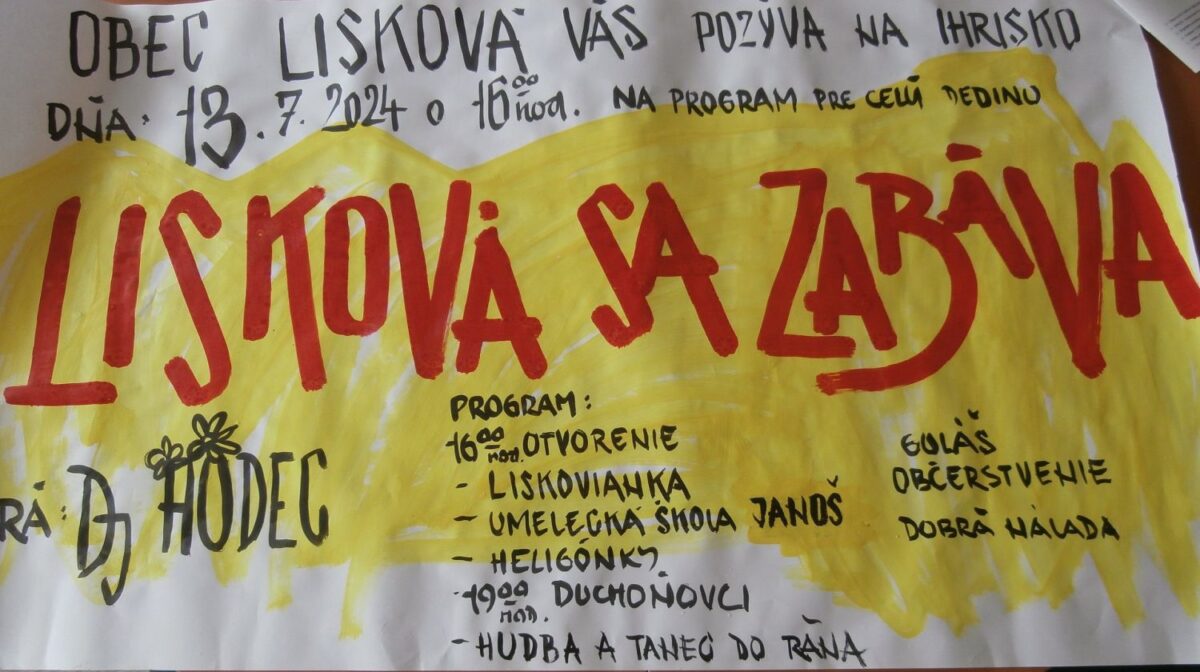 OBEC LISKOVÁ VÁS POZÝVA NA IHRISKO
DŇA: 13.7.2024 o 16⁰⁰ hod. NA PROGRAM PRE CELÚ DEDINU
LISKOVÁ SA ZABÁVA
RÁ: Dj HODEC
PROGRAM:
16⁰⁰ hod. OTVORENIE
- LISKOVIANKA
- UMELECKÁ ŠKOLA JANOŠ
- HELIGÓNKY
19⁰⁰ HOD. DUCHOŇOVCI
- HUDBA A TANEC DO RÁNA
GULÁŠ
OBČERSTVENIE
DOBRÁ NÁLADA